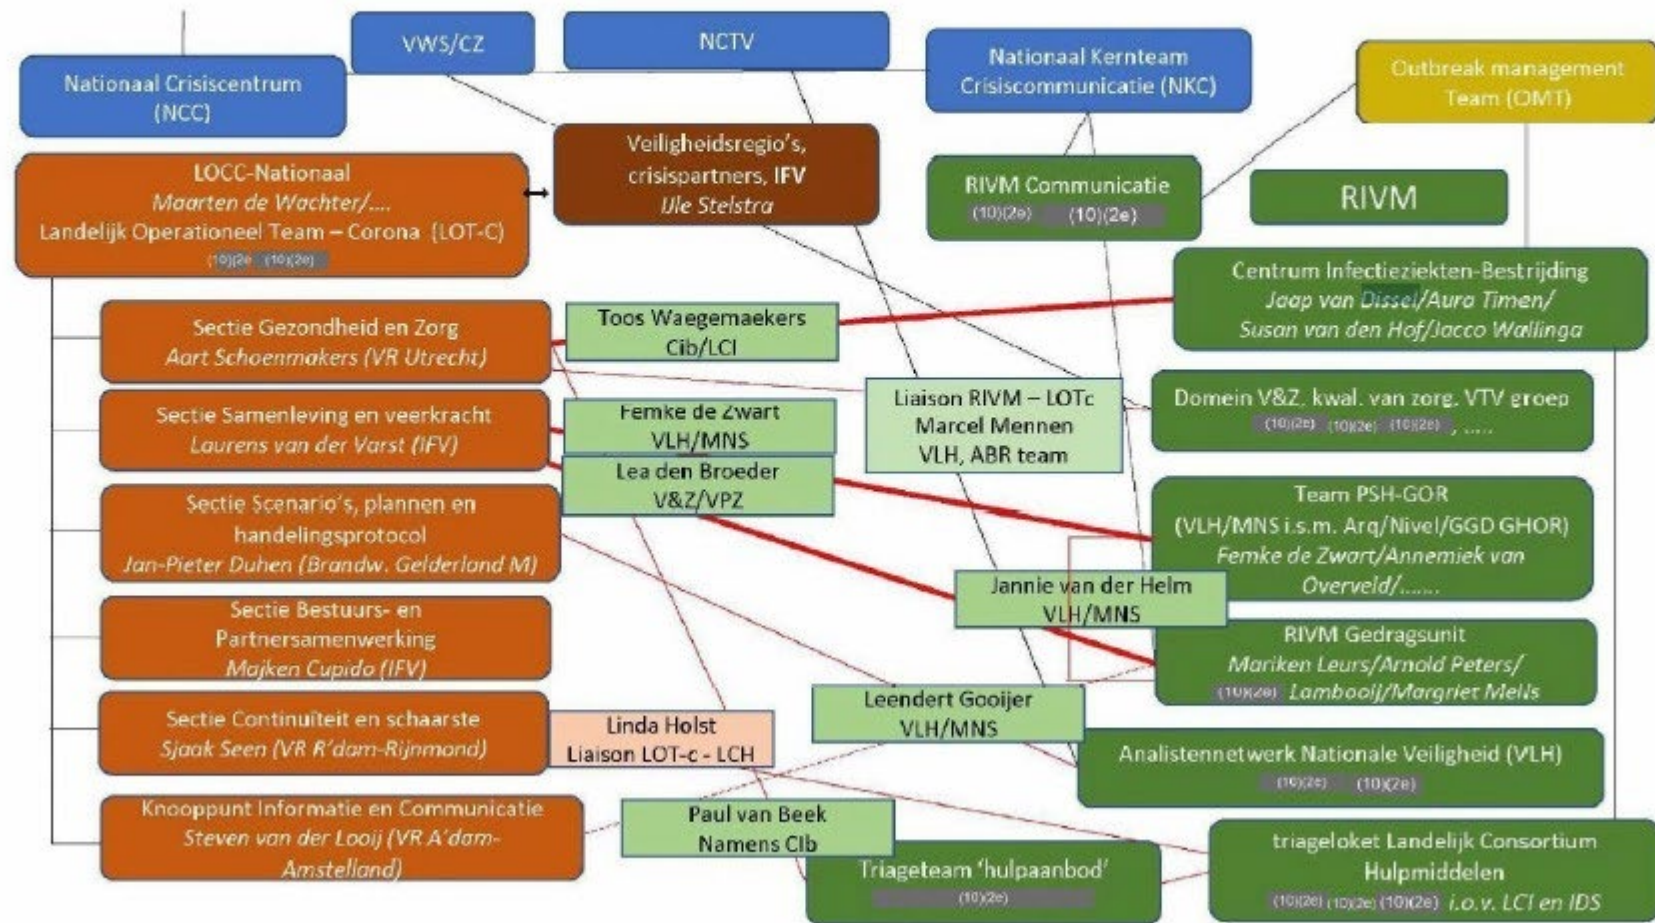 VWS/CZ
NCTV
Nationaal Crisiscentrum
(NCC)
Nationaal Kernteam
Crisiscommunicatie (NKC)
Outbreak management
Team (OMT)
Veiligheidsregio's,
crisispartners, IFV
IJle Stelstra
LOCC-Nationaal
Maarten de Wachter/....
Landelijk Operationeel Team – Corona (LOT-C)
(10)(2e (10)(2e)
RIVM Communicatie
(10)(2e) (10)(2e)
RIVM
Centrum Infectieziekten-Bestrijding
Jaap van Dissel/Aura Timen/
Susan van den Hof/Jacco Wallinga
Sectie Gezondheid en Zorg
Aart Schoenmakers (VR Utrecht)
Toos Waegemaekers
Cib/LCI
Sectie Samenleving en veerkracht
Laurens van der Varst (IFV)
Femke de Zwart
VLH/MNS
Liaison RIVM – LOTc
Marcel Mennen
VLH, ABR team
Domein V&Z, kwal. van zorg, VTV groep
(10)(2e) (10)(2e) (10)(2e) , .....
Lea den Broeder
V&Z/VPZ
Sectie Scenario's, plannen en
handelingsprotocol
Jan-Pieter Duhen (Brandw. Gelderland M)
Team PSH-GOR
(VLH/MNS i.s.m. Arq/Nivel/GGD GHOR)
Femke de Zwart/Annemiek van
Overveld/.......
Jannie van der Helm
VLH/MNS
Sectie Bestuurs- en
Partnersamenwerking
Majken Cupido (IFV)
RIVM Gedragsunit
Mariken Leurs/Arnold Peters/
(10)(2e) Lambooij/Margriet Melis
Leendert Gooijer
VLH/MNS
Sectie Continuïteit en schaarste
Sjaak Seen (VR R'dam-Rijnmond)
Linda Holst
Liaison LOT-c - LCH
Analistennetwerk Nationale Veiligheid (VLH)
(10)(2e) (10)(2e)
Knooppunt Informatie en Communicatie
Steven van der Looij (VR A'dam-
Amstelland)
Paul van Beek
Namens CIb
Triageteam 'hulpaanbod'
(10)(2e)
triageloket Landelijk Consortium
Hulpmiddelen
(10)(2e) (10)(2e) (10)(2e) i.o.v. LCI en IDS